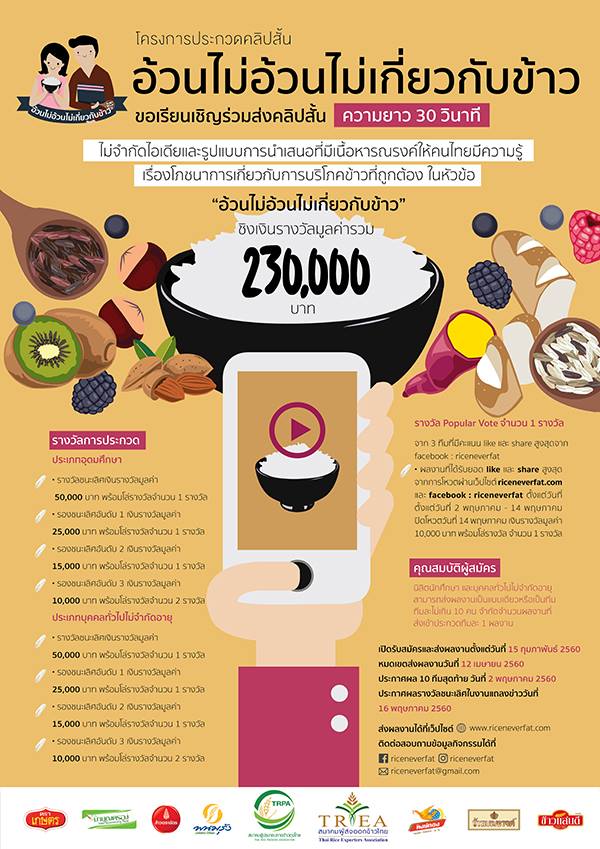 โครงการประกวดคลิปสั้น
อ้วนไม่อ้วนไม่เกี่ยวกับข้าว
อ้วนไม่อ้วนไม่เกี่ยวกับข้าว
ขอเรียนเชิญร่วมส่งคลิปสั้น ความยาว 30 วินาที
ไม่จำกัดไอเดียและรูปแบบการนำเสนอที่มีเนื้อหารณรงค์ให้คนไทยมีความรู้
เรื่องโภชนาการเกี่ยวกับการบริโภคข้าวที่ถูกต้อง ในหัวข้อ
“อ้วนไม่อ้วนไม่เกี่ยวกับข้าว”
ชิงเงินรางวัลมูลค่ารวม
230,000
บาท
รางวัลการประกวด
ประเภทอุดมศึกษา
• รางวัลชนะเลิศเงินรางวัลมูลค่า
50,000 บาท พร้อมโล่รางวัลจำนวน 1 รางวัล
• รองชนะเลิศอันดับ 1 เงินรางวัลมูลค่า
25,000 บาท พร้อมโล่รางวัลจำนวน 1 รางวัล
• รองชนะเลิศอันดับ 2 เงินรางวัลมูลค่า
15,000 บาท พร้อมโล่รางวัลจำนวน 1 รางวัล
• รองชนะเลิศอันดับ 3 เงินรางวัลมูลค่า
10,000 บาท พร้อมโล่รางวัลจำนวน 2 รางวัล
ประเภทบุคคลทั่วไปไม่จำกัดอายุ
• รางวัลชนะเลิศเงินรางวัลมูลค่า
50,000 บาท พร้อมโล่รางวัลจำนวน 1 รางวัล
• รองชนะเลิศอันดับ 1 เงินรางวัลมูลค่า
25,000 บาท พร้อมโล่รางวัลจำนวน 1 รางวัล
• รองชนะเลิศอันดับ 2 เงินรางวัลมูลค่า
15,000 บาท พร้อมโล่รางวัลจำนวน 1 รางวัล
• รองชนะเลิศอันดับ 3 เงินรางวัลมูลค่า
10,000 บาท พร้อมโล่รางวัลจำนวน 2 รางวัล
รางวัล Popular Vote จำนวน 1 รางวัล
จาก 3 ทีมที่มีคะแนน like และ share สูงสุดจาก
facebook : riceneverfat
• ผลงานที่ได้รับยอด like และ share สูงสุด
จากการโหวตผ่านเว็บไซต์ riceneverfat.com
และ facebook : riceneverfat ตั้งแต่วันที่
ตั้งแต่วันที่ 2 พฤษภาคม - 14 พฤษภาคม
ปิดโหวตวันที่ 14 พฤษภาคม เงินรางวัลมูลค่า
10,000 บาท พร้อมโล่รางวัล จำนวน 1 รางวัล
คุณสมบัติผู้สมัคร
นิสิตนักศึกษา และบุคคลทั่วไปไม่จำกัดอายุ
สามารถส่งผลงานเป็นแบบเดี่ยวหรือเป็นทีม
ทีมละไม่เกิน 10 คน จำกัดจำนวนผลงานที่
ส่งเข้าประกวดทีมละ 1 ผลงาน
เปิดรับสมัครและส่งผลงานตั้งแต่วันที่ 15 กุมภาพันธ์ 2560
หมดเขตส่งผลงานวันที่ 12 เมษายน 2560
ประกาศผล 10 ทีมสุดท้าย วันที่ 2 พฤษภาคม 2560
ประกาศผลรางวัลชนะเลิศในงานแถลงข่าววันที่
16 พฤษภาคม 2560
ส่งผลงานได้ที่เว็บไซต์ www.riceneverfat.com
ติดต่อสอบถามข้อมูลกิจกรรมได้ที่
riceneverfat riceneverfat
riceneverfat@gmail.com
ตรา
เกษตร
TRPA
TREA
สมาคมผู้ส่งออกข้าวไทย
Thai Rice Exporters Association
ข้าวแสนดี